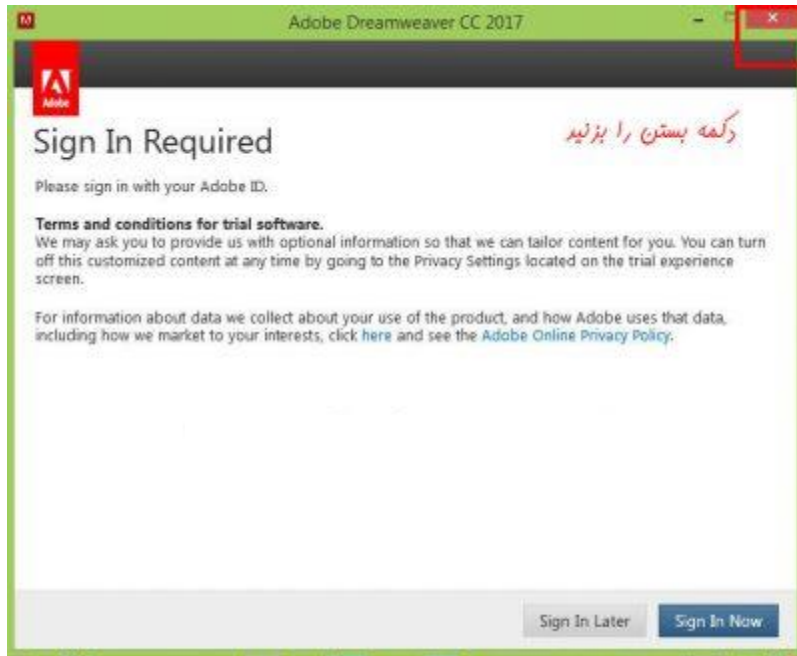 Adobe Dreamweaver CC 2017
Adobe
Sign In Required
دکمه بستن را بزنید
Please sign in with your Adobe ID.
Terms and conditions for trial software.
We may ask you to provide us with optional information so that we can tailor content for you. You can turn
off this customized content at any time by going to the Privacy Settings located on the trial experience
screen.
For information about data we collect about your use of the product, and how Adobe uses that data,
including how we market to your interests, click here and see the Adobe Online Privacy Policy.
Sign In Later
Sign In Now